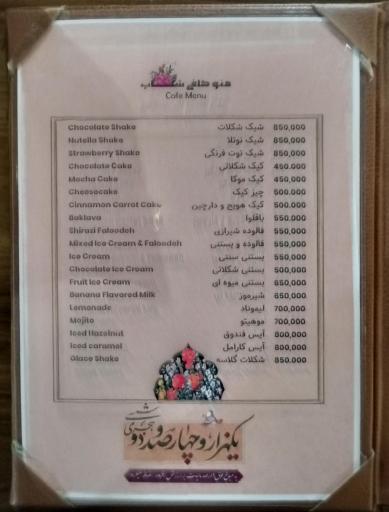 منو کافی شاپ
Cafe Menu
Chocolate Shake شیک شکلات 850,000
Nutella Shake شیک نوتلا 850,000
Strawberry Shake شیک توت فرنگی 850,000
Chocolate Cake کیک شکلاتی 450,000
Mocha Cake کیک موکا 450,000
Cheesecake چیز کیک 500,000
Cinnamon Carrot Cake کیک هویج و دارچین 500,000
Baklava باقلوا 550,000
Shirazi Faloodeh فالوده شیرازی 550,000
Mixed Ice Cream & Faloodeh فالوده و بستنی 550,000
Ice Cream بستنی سنتی 550,000
Chocolate Ice Cream بستنی شکلاتی 500,000
Fruit Ice Cream بستنی میوه ای 650,000
Banana Flavored Milk شیرموز 650,000
Lemonade لیموناد 700,000
Mojito موهیتو 700,000
Iced Hazelnut آیس فندوق 800,000
Iced caramel آیس کارامل 800,000
Glace Shake شکلات گلاسه 850,000
یکهزار و چهارصد و دو هجری شمسی